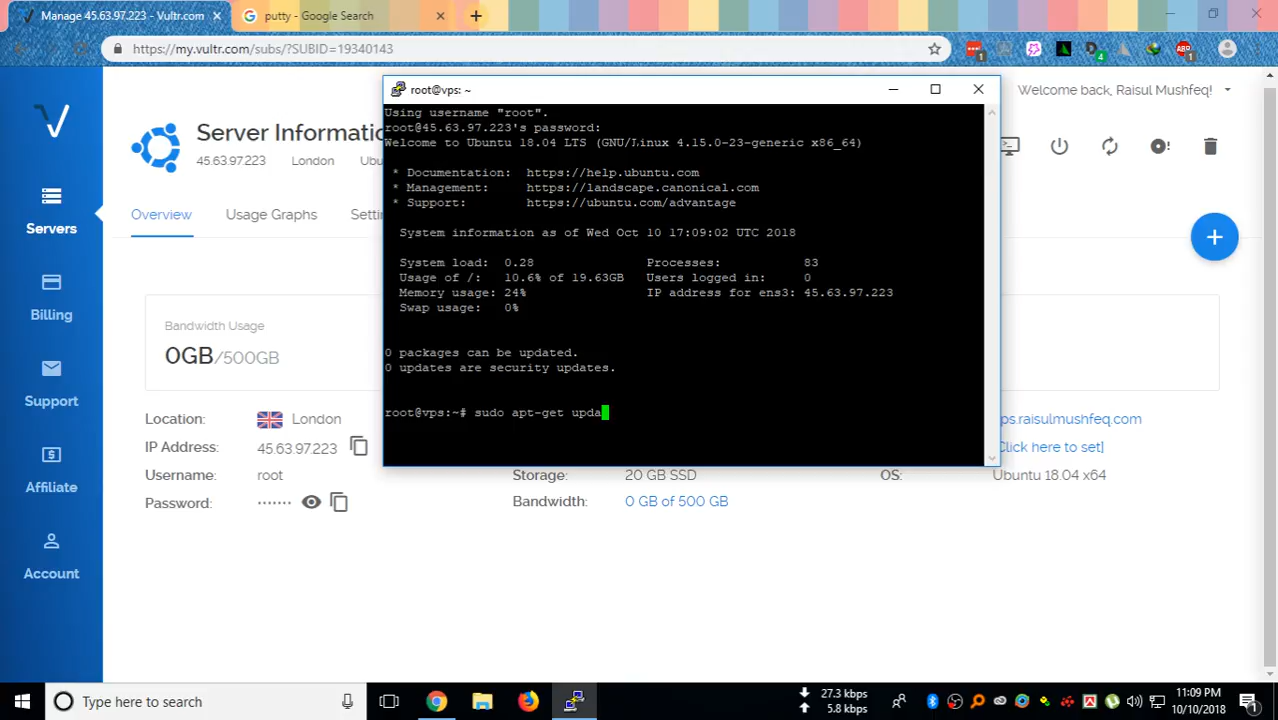 Manage 45.63.97.223 - Vultr.com
putty - Google Search
https://my.vultr.com/subs/?SUBID=19340143
root@vps: ~
Welcome back, Raisul Mushfeq!
Server Informati
45.63.97.223 London Ubu
Servers
Overview Usage Graphs Setti
Billing
Bandwidth Usage
0GB/500GB
Support
London
IP Address: 45.63.97.223
Username: root
Password: ·······
Affiliate
Account
Using username "root".
root@45.63.97.223's password:
Welcome to Ubuntu 18.04 LTS (GNU/Linux 4.15.0-23-generic x86_64)
* Documentation: https://help.ubuntu.com
* Management: https://landscape.canonical.com
* Support: https://ubuntu.com/advantage
System information as of Wed Oct 10 17:09:02 UTC 2018
System load: 0.28 Processes: 83
Usage of /: 10.6% of 19.63GB Users logged in: 0
Memory usage: 24% IP address for ens3: 45.63.97.223
Swap usage: 0%
0 packages can be updated.
0 updates are security updates.
root@vps:~# sudo apt-get upda
ps.raisulmushfeq.com
Click here to set]
Storage: 20 GB SSD OS: Ubuntu 18.04 x64
Bandwidth: 0 GB of 500 GB
Type here to search
27.3 kbps
5.8 kbps
11:09 PM
10/10/2018